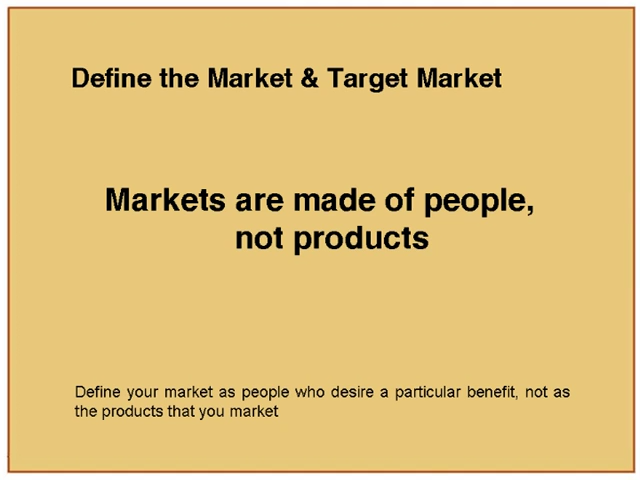 Define the Market & Target Market
Markets are made of people,
not products
Define your market as people who desire a particular benefit, not as
the products that you market